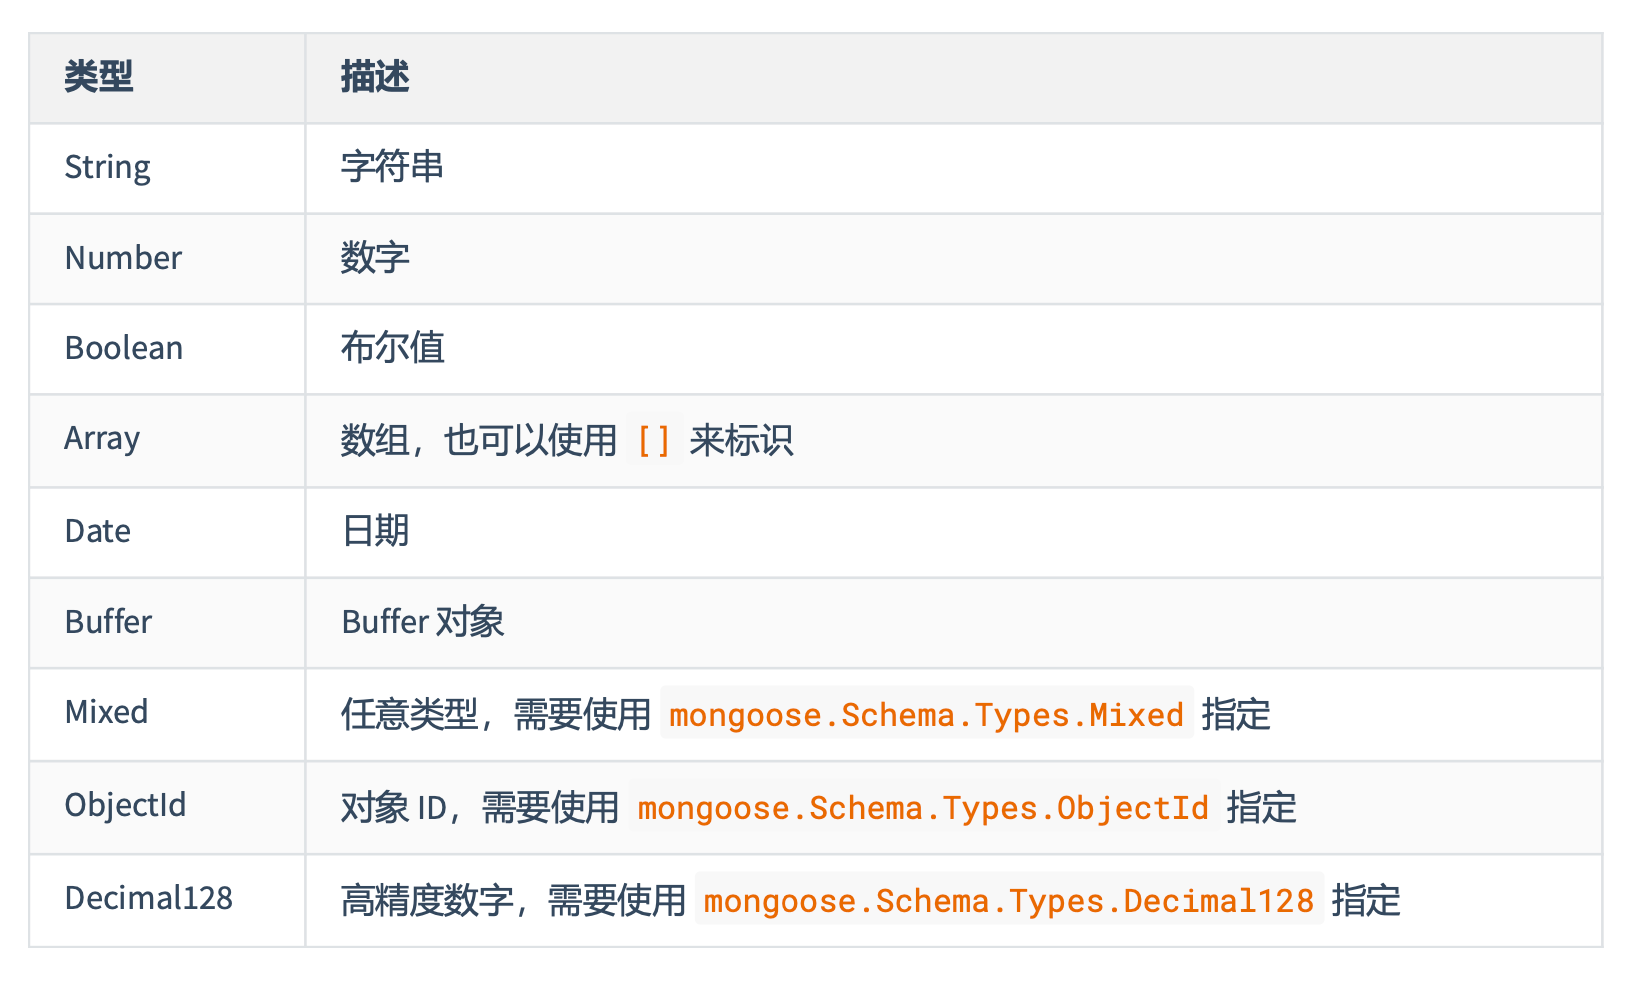 类型 描述
String 字符串
Number 数字
Boolean 布尔值
Array 数组，也可以使用 [] 来标识
Date 日期
Buffer Buffer 对象
Mixed 任意类型，需要使用 mongoose.Schema.Types.Mixed 指定
ObjectId 对象 ID，需要使用 mongoose.Schema.Types.ObjectId 指定
Decimal128 高精度数字，需要使用 mongoose.Schema.Types.Decimal128 指定